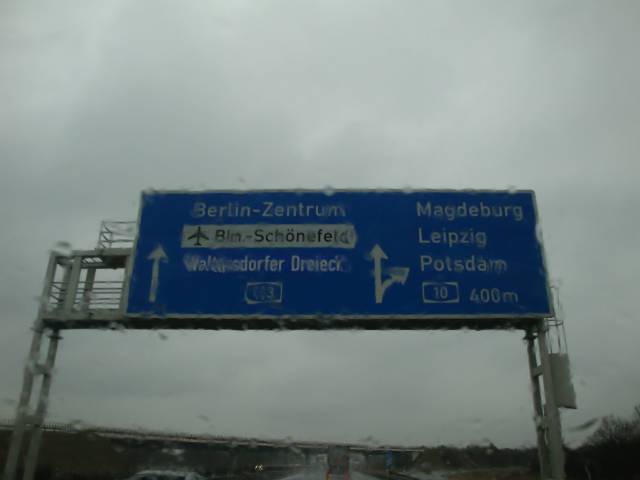 Berlin-Zentrum
Bln.-Schönefeld
Waltersdorfer Dreieck
113
Magdeburg
Leipzig
Potsdam
10 400m